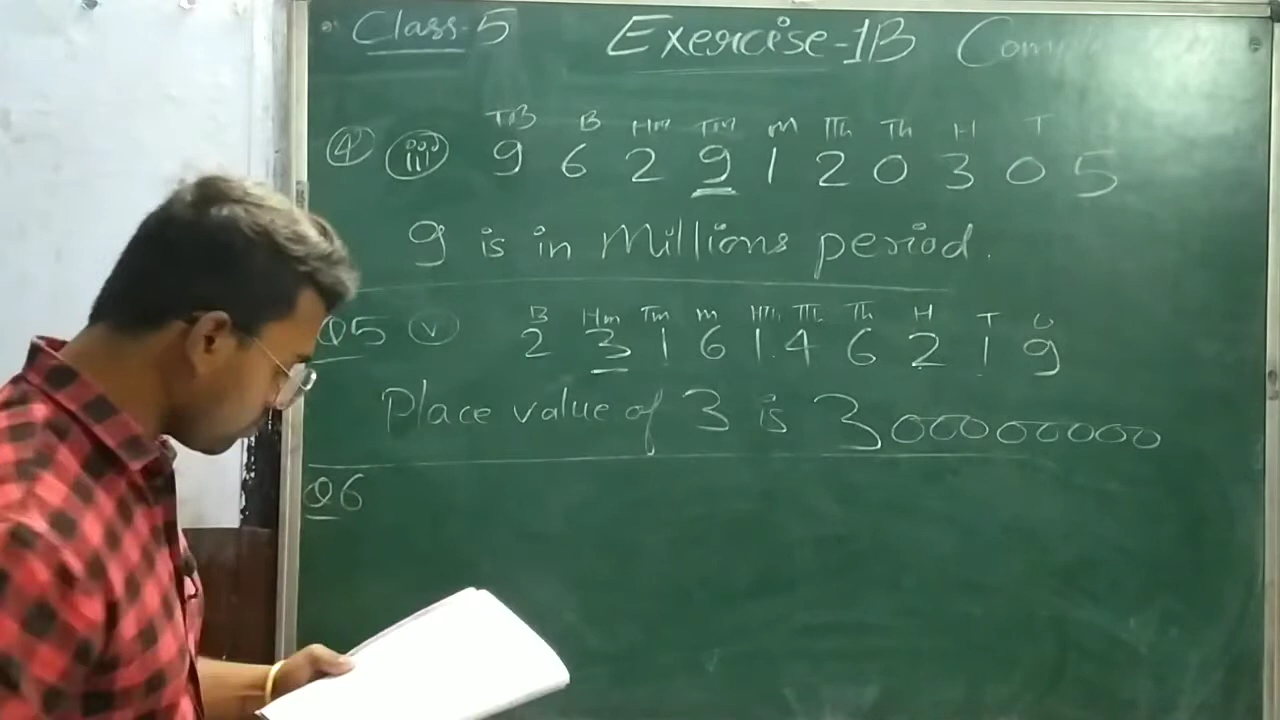 Class-5 Exercise-1B
TB B HM TM M TTh Th H T
4 iii 9 6 2 9 1 2 0 3 0 5
9 is in Millions period.
B Hm Tm m HTh TTh Th H T O
Q5 v 2 3 1 6 1 4 6 2 1 9
Place value of 3 is 300000000
Q6